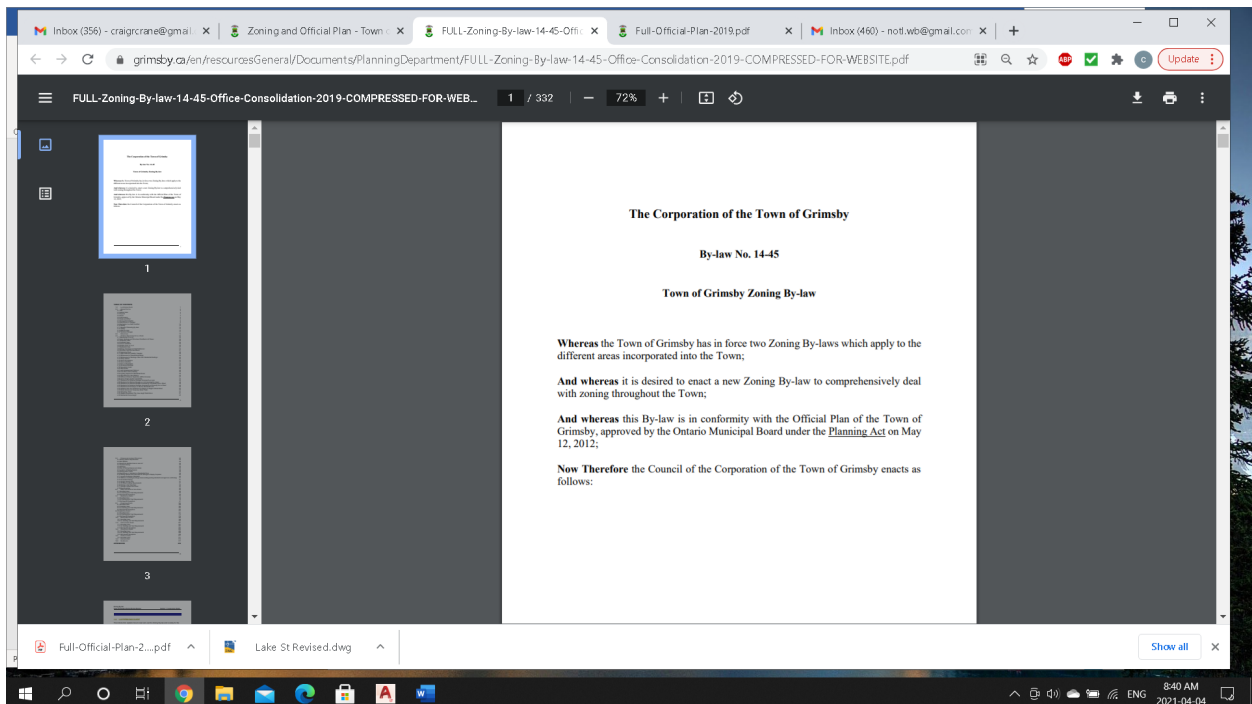 Inbox (356) - craigrcrane@gmail.
Zoning and Official Plan - Town
FULL-Zoning-By-law-14-45-Offic
Full-Official-Plan-2019.pdf
Inbox (460) - notl.wb@gmail.con
grimsby.ca/en/resourcesGeneral/Documents/PlanningDepartment/FULL-Zoning-By-law-14-45-Office-Consolidation-2019-COMPRESSED-FOR-WEBSITE.pdf
ABP
C
Update
FULL-Zoning-By-law-14-45-Office-Consolidation-2019-COMPRESSED-FOR-WEB...
1 / 332
72%
1
2
3
The Corporation of the Town of Grimsby
By-law No. 14-45
Town of Grimsby Zoning By-law
Whereas the Town of Grimsby has in force two Zoning By-laws which apply to the
different areas incorporated into the Town;
And whereas it is desired to enact a new Zoning By-law to comprehensively deal
with zoning throughout the Town;
And whereas this By-law is in conformity with the Official Plan of the Town of
Grimsby, approved by the Ontario Municipal Board under the Planning Act on May
12, 2012;
Now Therefore the Council of the Corporation of the Town of Grimsby enacts as
follows:
Full-Official-Plan-2....pdf
Lake St Revised.dwg
Show all
ENG
8:40 AM
2021-04-04